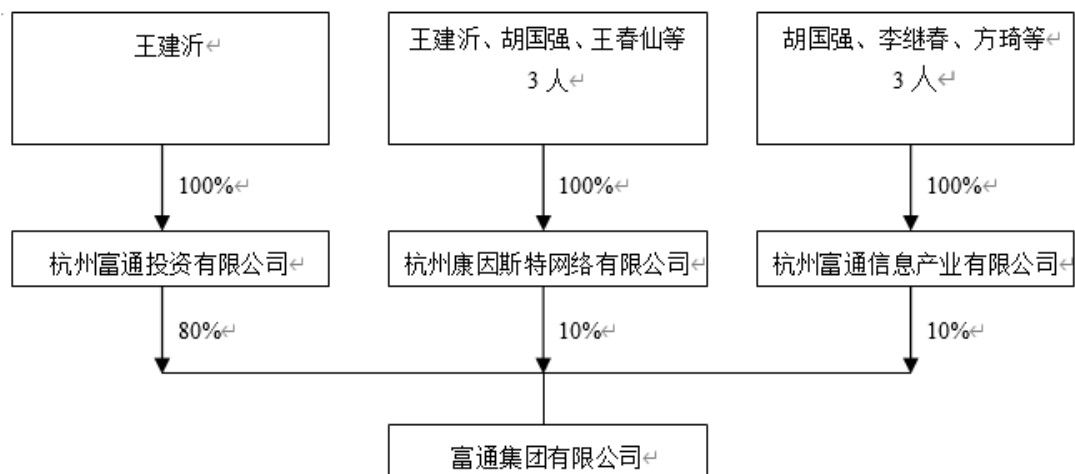 王建沂
王建沂、胡国强、王春仙等
3 人
胡国强、李继春、方琦等
3 人
100%
100%
100%
杭州富通投资有限公司
杭州康因斯特网络有限公司
杭州富通信息产业有限公司
80%
10%
10%
富通集团有限公司